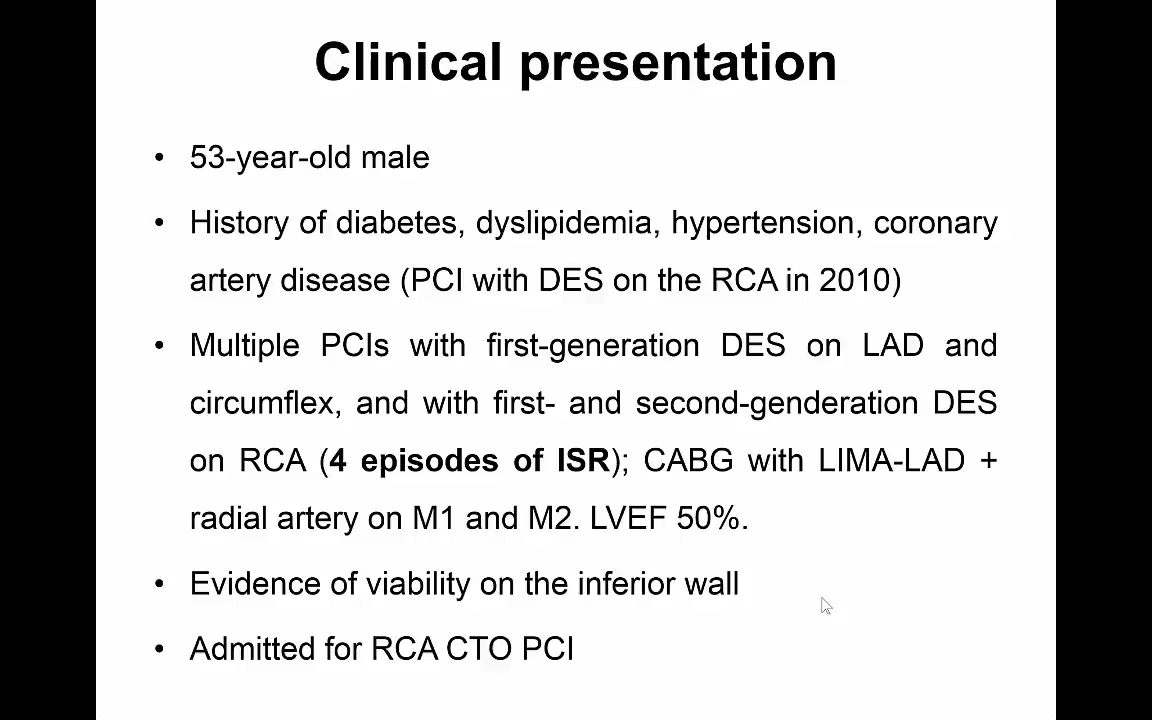 Clinical presentation
• 53-year-old male
• History of diabetes, dyslipidemia, hypertension, coronary
artery disease (PCI with DES on the RCA in 2010)
• Multiple PCIs with first-generation DES on LAD and
circumflex, and with first- and second-genderation DES
on RCA (4 episodes of ISR); CABG with LIMA-LAD +
radial artery on M1 and M2. LVEF 50%.
• Evidence of viability on the inferior wall
• Admitted for RCA CTO PCI